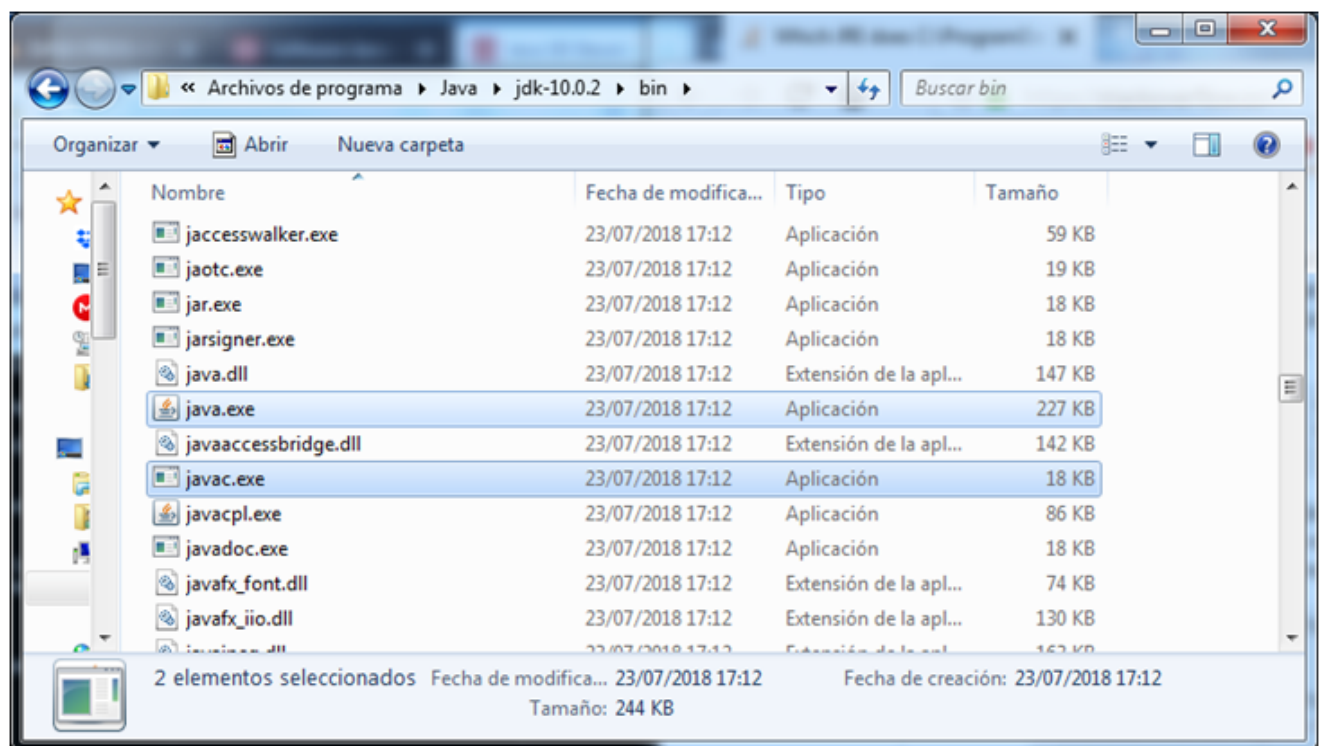 « Archivos de programa ▸ Java ▸ jdk-10.0.2 ▸ bin ▸ Buscar bin
Organizar Abrir Nueva carpeta
Nombre Fecha de modifica... Tipo Tamaño
jaccesswalker.exe 23/07/2018 17:12 Aplicación 59 KB
jaotc.exe 23/07/2018 17:12 Aplicación 19 KB
jar.exe 23/07/2018 17:12 Aplicación 18 KB
jarsigner.exe 23/07/2018 17:12 Aplicación 18 KB
java.dll 23/07/2018 17:12 Extensión de la apl... 147 KB
java.exe 23/07/2018 17:12 Aplicación 227 KB
javaaccessbridge.dll 23/07/2018 17:12 Extensión de la apl... 142 KB
javac.exe 23/07/2018 17:12 Aplicación 18 KB
javacpl.exe 23/07/2018 17:12 Aplicación 86 KB
javadoc.exe 23/07/2018 17:12 Aplicación 18 KB
javafx_font.dll 23/07/2018 17:12 Extensión de la apl... 74 KB
javafx_iio.dll 23/07/2018 17:12 Extensión de la apl... 130 KB
2 elementos seleccionados Fecha de modifica... 23/07/2018 17:12 Fecha de creación: 23/07/2018 17:12
Tamaño: 244 KB